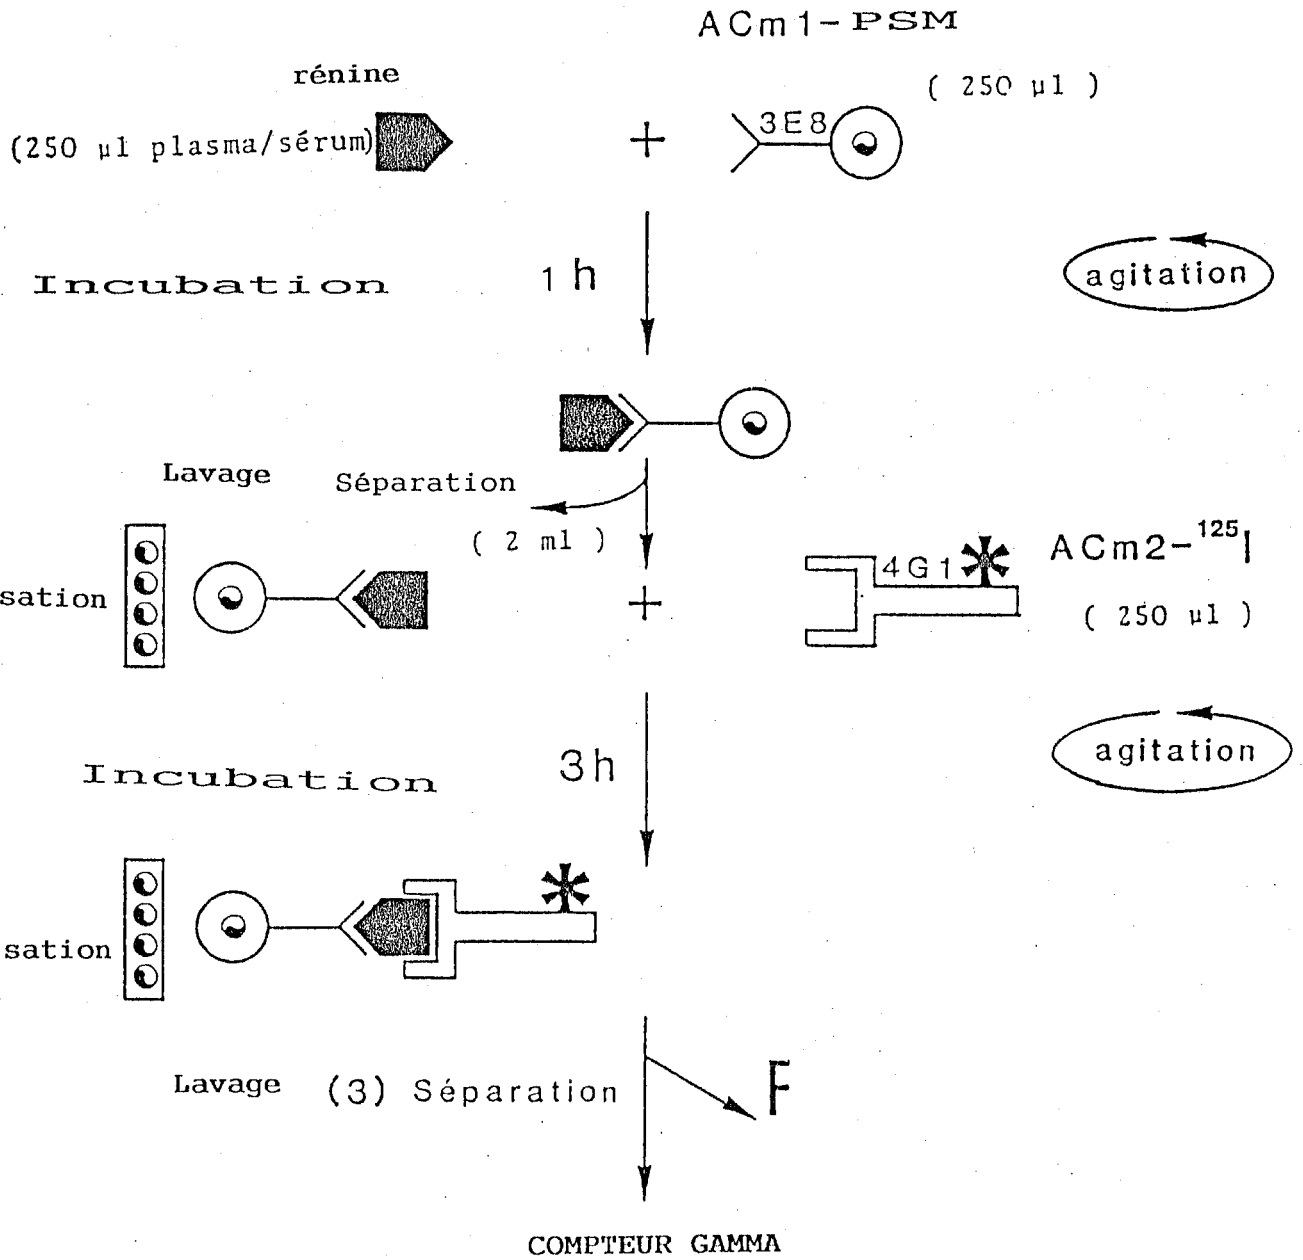 ACm1-PSM
rénine
( 250 µl )
(250 µl plasma/sérum)
+
3E8
Incubation
1 h
agitation
Lavage
Séparation
( 2 ml )
sation
+
4G1
ACm2-¹²⁵I
( 250 µl )
Incubation
3h
agitation
sation
Lavage (3) Séparation
F
COMPTEUR GAMMA